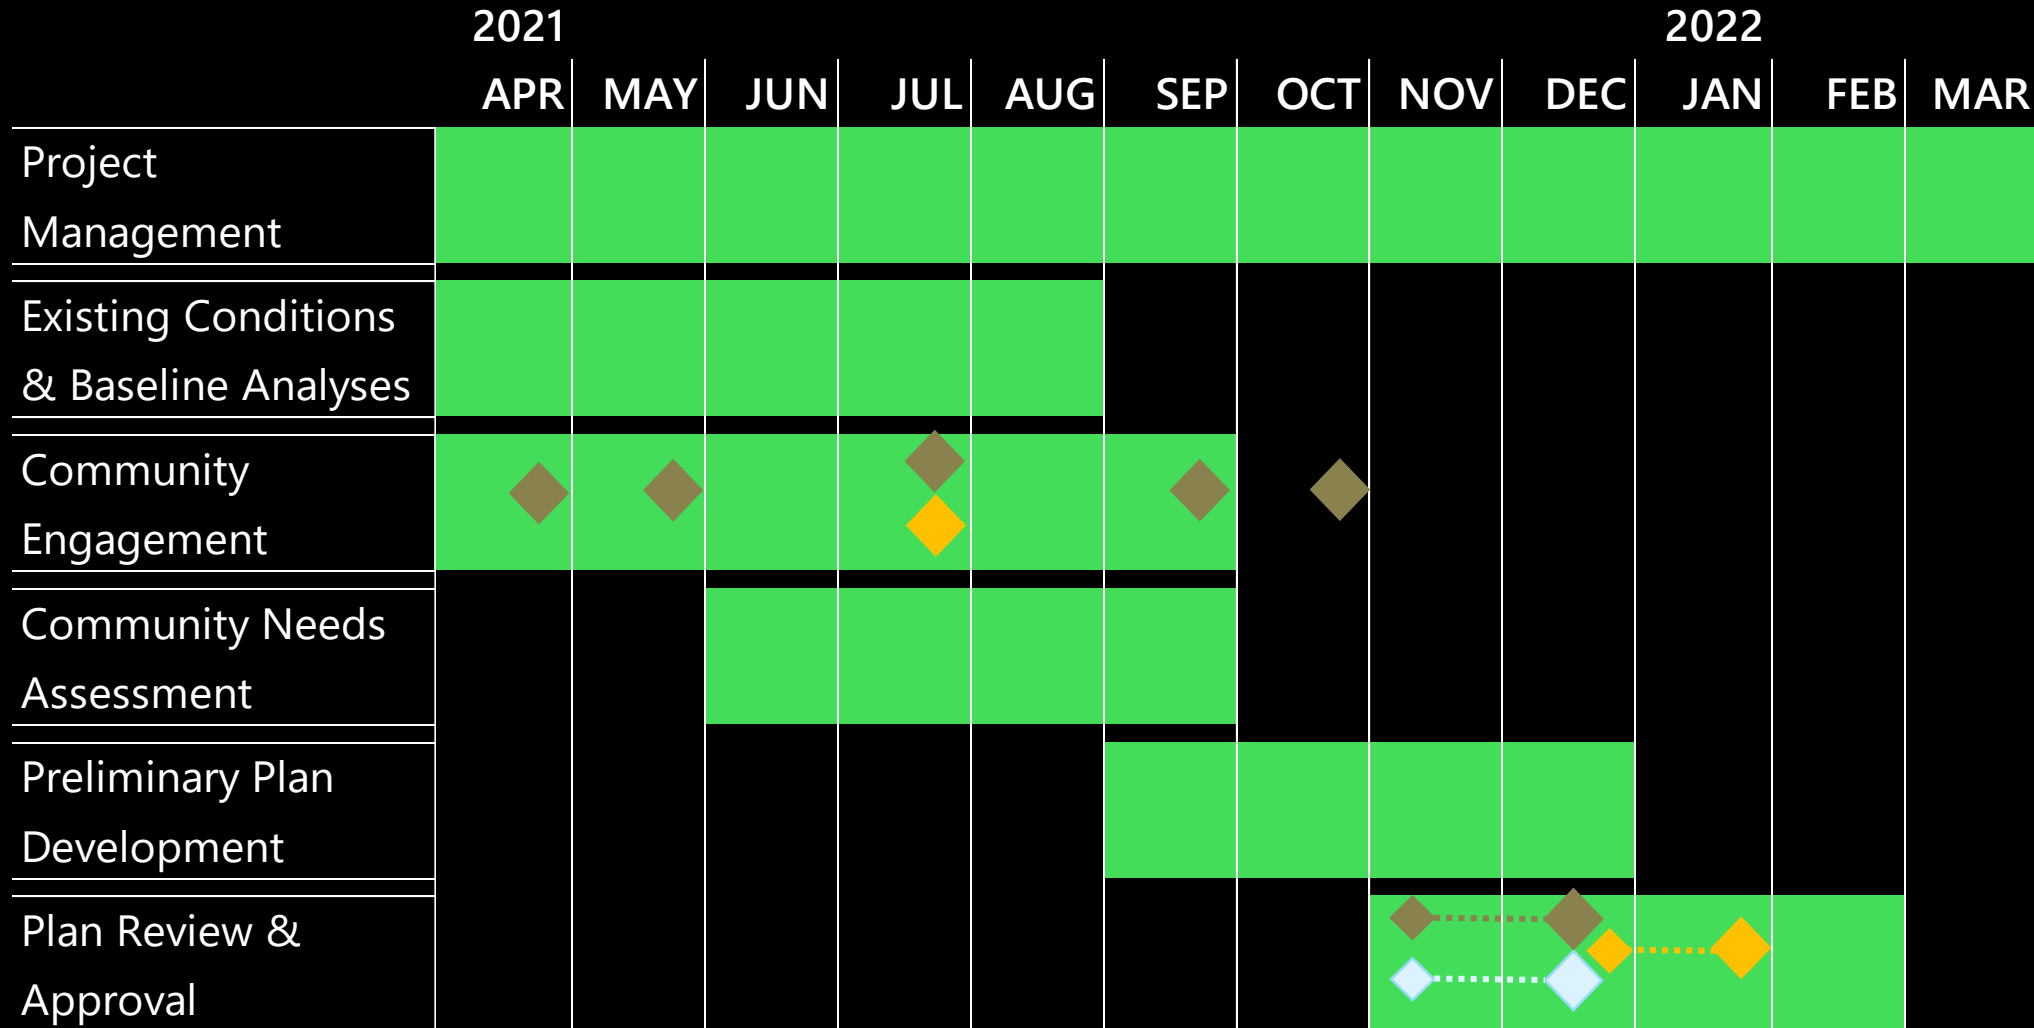 2021 2022
APR MAY JUN JUL AUG SEP OCT NOV DEC JAN FEB MAR
Project
Management
Existing Conditions
& Baseline Analyses
Community
Engagement
Community Needs
Assessment
Preliminary Plan
Development
Plan Review &
Approval